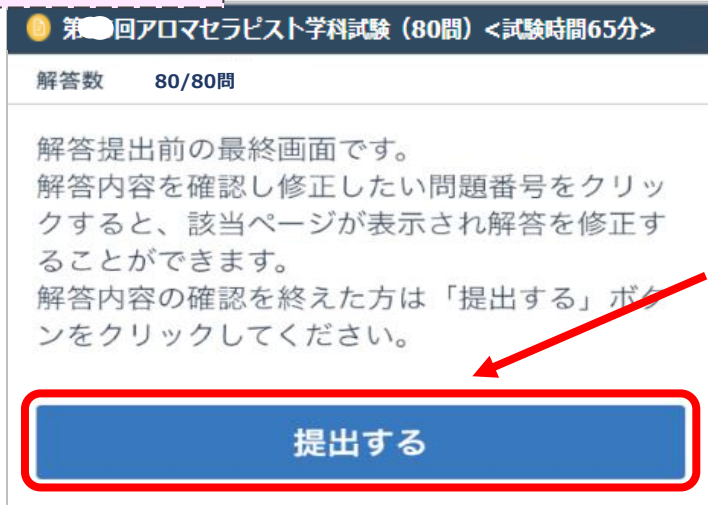 第 回アロマセラピスト学科試験（80問）<試験時間65分>
解答数 80/80問
解答提出前の最終画面です。
解答内容を確認し修正したい問題番号をクリッ
クすると、該当ページが表示され解答を修正す
ることができます。
解答内容の確認を終えた方は「提出する」ボタ
ンをクリックしてください。
提出する